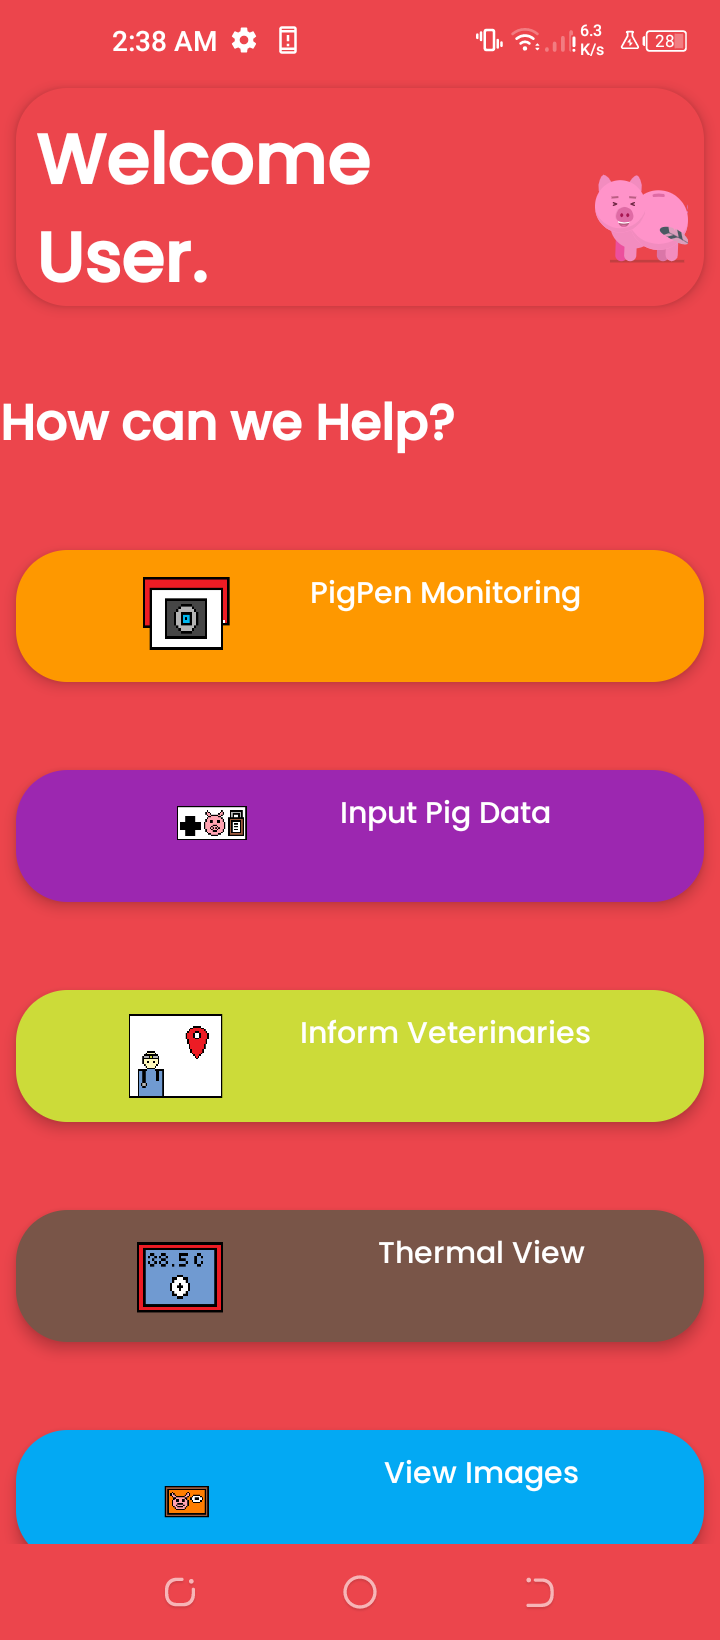 2:38 AM
6.3
K/s
28
Welcome
User.
How can we Help?
PigPen Monitoring
Input Pig Data
Inform Veterinaries
38.5 C
Thermal View
View Images